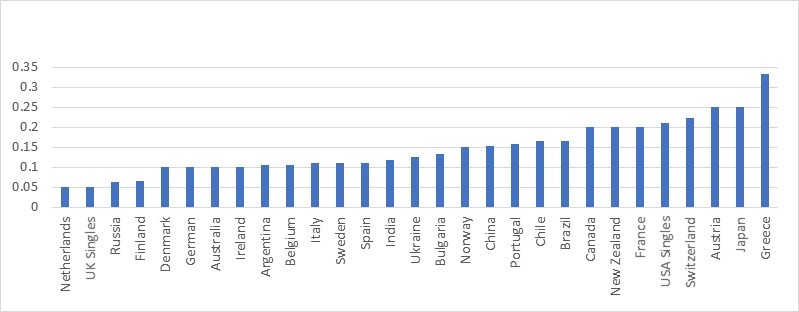 0.35
0.3
0.25
0.2
0.15
0.1
0.05
0
Netherlands
UK Singles
Russia
Finland
Denmark
German
Australia
Ireland
Argentina
Belgium
Italy
Sweden
Spain
India
Ukraine
Bulgaria
Norway
China
Portugal
Chile
Brazil
Canada
New Zealand
France
USA Singles
Switzerland
Austria
Japan
Greece